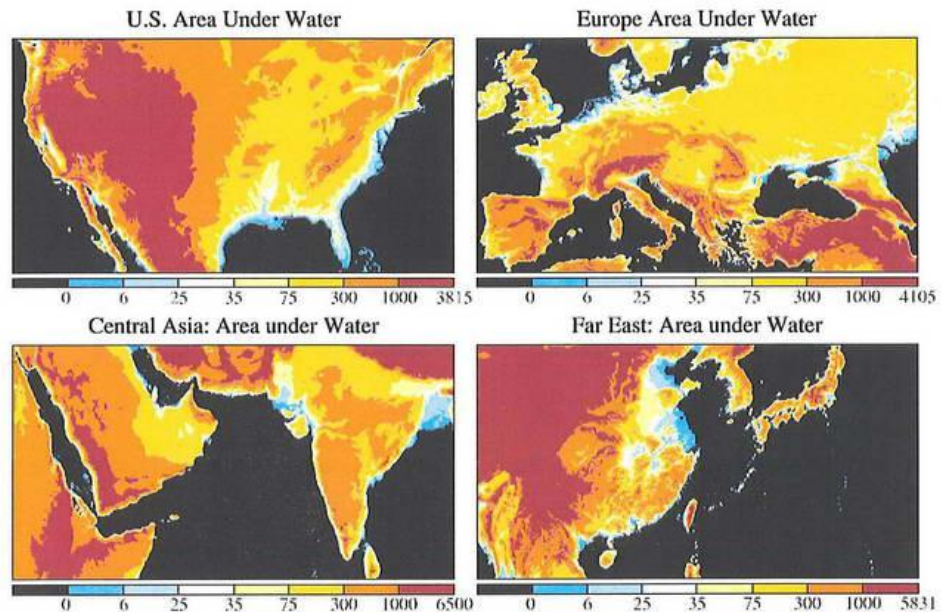 U.S. Area Under Water
Europe Area Under Water
0 6 25 35 75 300 1000 3815
0 6 25 35 75 300 1000 4105
Central Asia: Area under Water
Far East: Area under Water
0 6 25 35 75 300 1000 6500
0 6 25 35 75 300 1000 5831